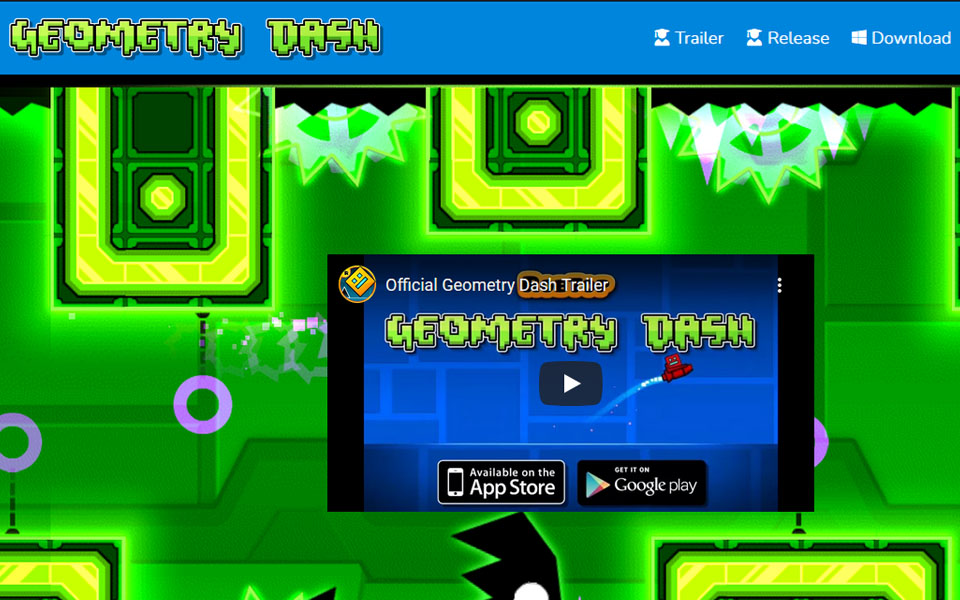 GEOMETRY DASH
Trailer
Release
Download
Official Geometry Dash Trailer
GEOMETRY DASH
Available on the
App Store
GET IT ON
Google play